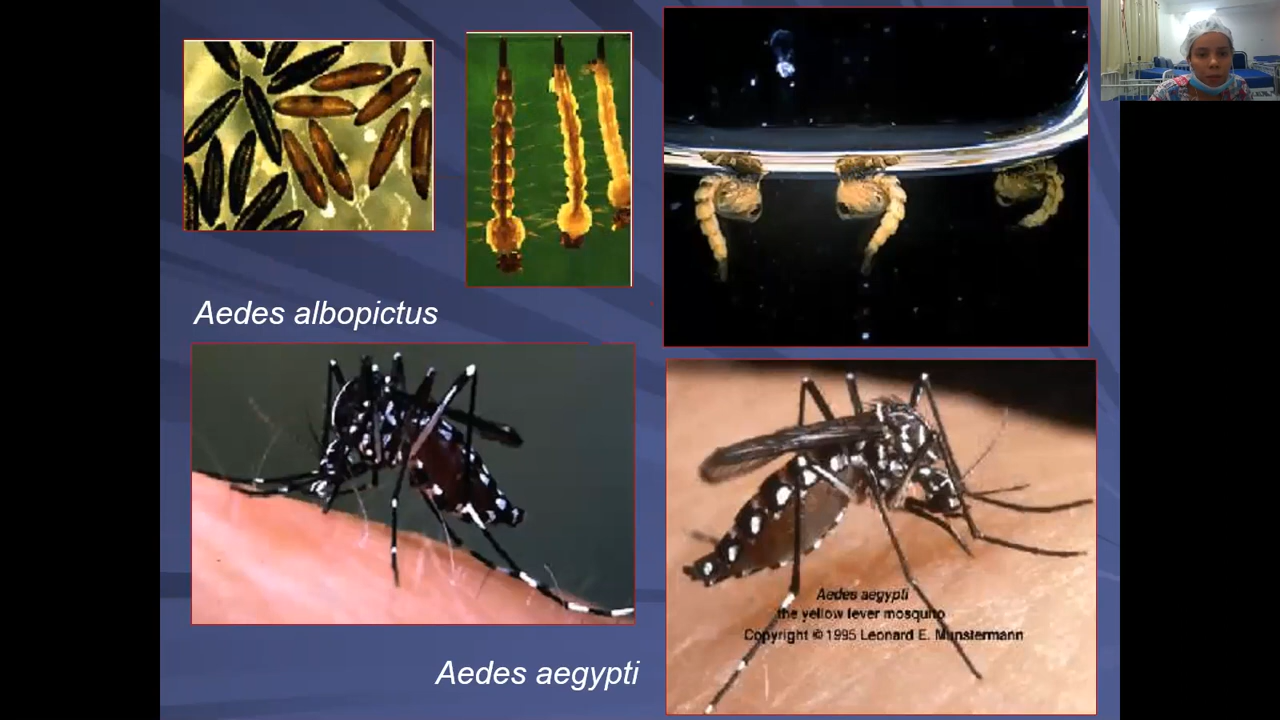 Aedes albopictus
Aedes aegypti
the yellow fever mosquito
Copyright © 1995 Leonard E. Munstermann
Aedes aegypti